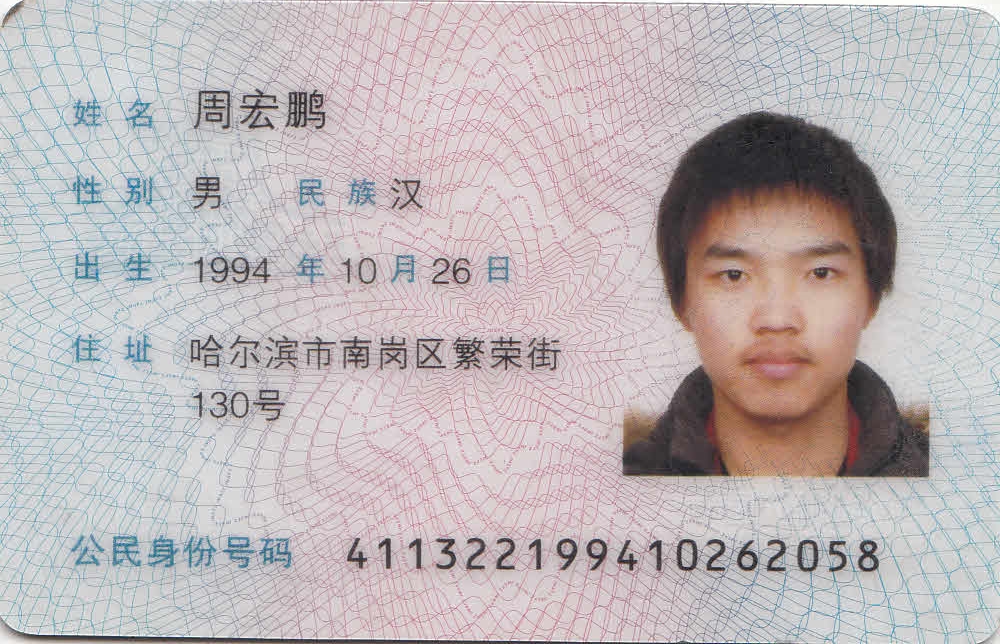 姓名 周宏鹏
性别 男 民族 汉
出生 1994 年 10 月 26 日
住址 哈尔滨市南岗区繁荣街
130号
公民身份号码 411322199410262058